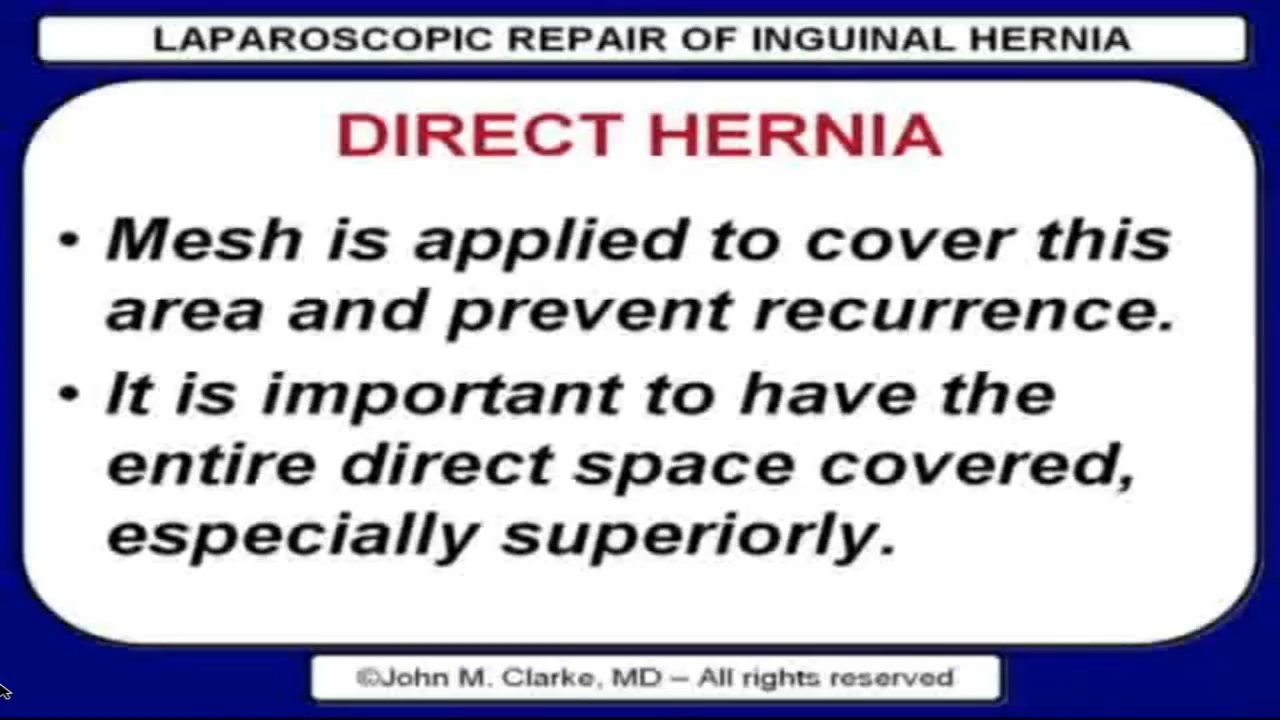 LAPAROSCOPIC REPAIR OF INGUINAL HERNIA
DIRECT HERNIA
• Mesh is applied to cover this
area and prevent recurrence.
• It is important to have the
entire direct space covered,
especially superiorly.
©John M. Clarke, MD – All rights reserved